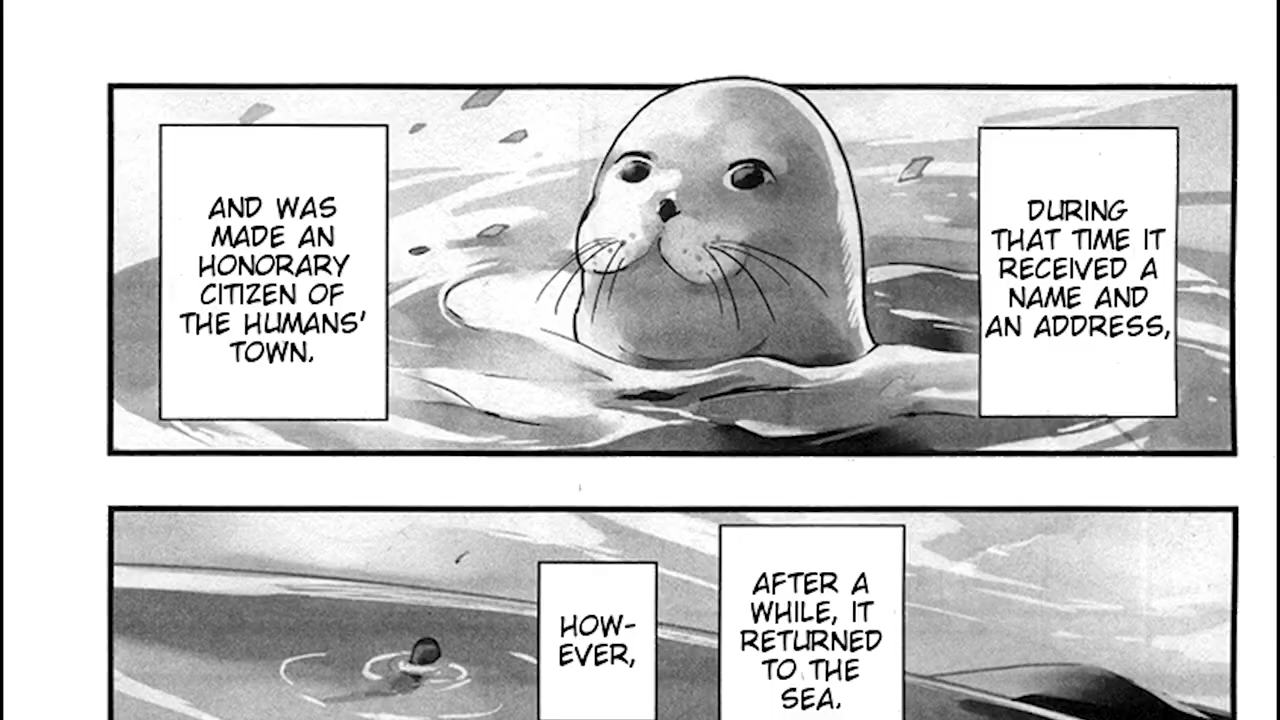 DURING
THAT TIME IT
RECEIVED A
NAME AND
AN ADDRESS,
AND WAS
MADE AN
HONORARY
CITIZEN OF
THE HUMANS'
TOWN.
AFTER A
WHILE, IT
RETURNED
TO THE
SEA.
HOW-
EVER,